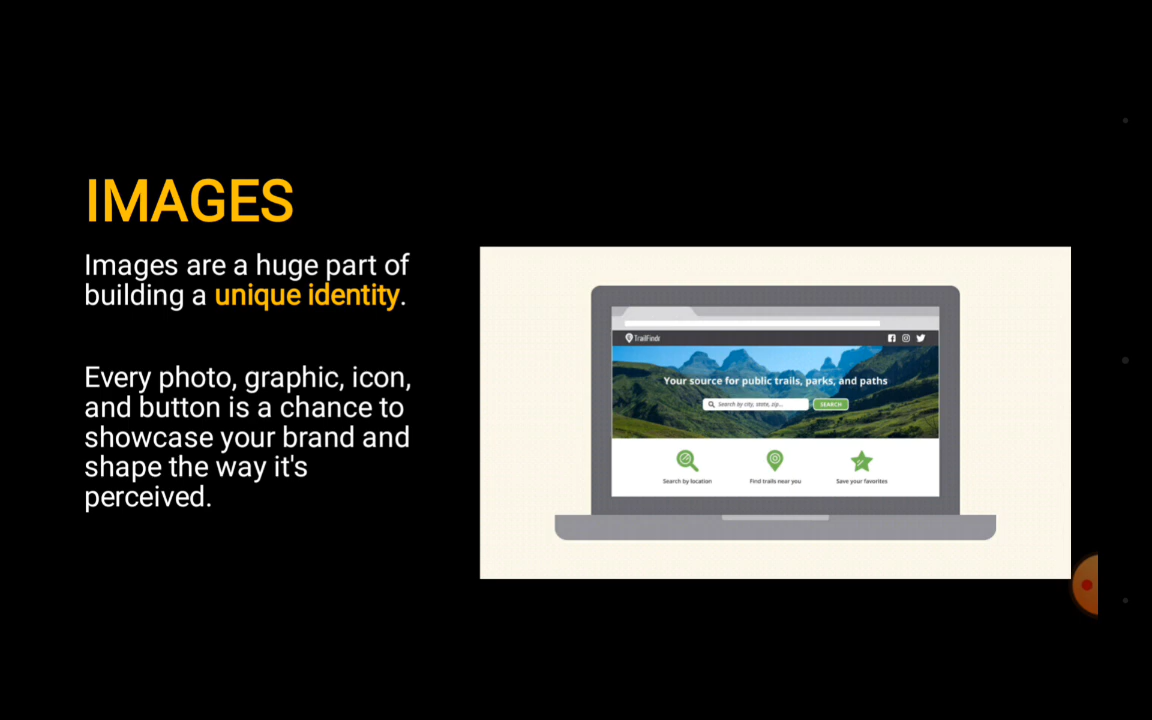 IMAGES
Images are a huge part of
building a unique identity.
Every photo, graphic, icon,
and button is a chance to
showcase your brand and
shape the way it's
perceived.
TrailFindr
Your source for public trails, parks, and paths
Search by city, state, zip...
SEARCH
Search by location
Find trails near you
Save your favorites